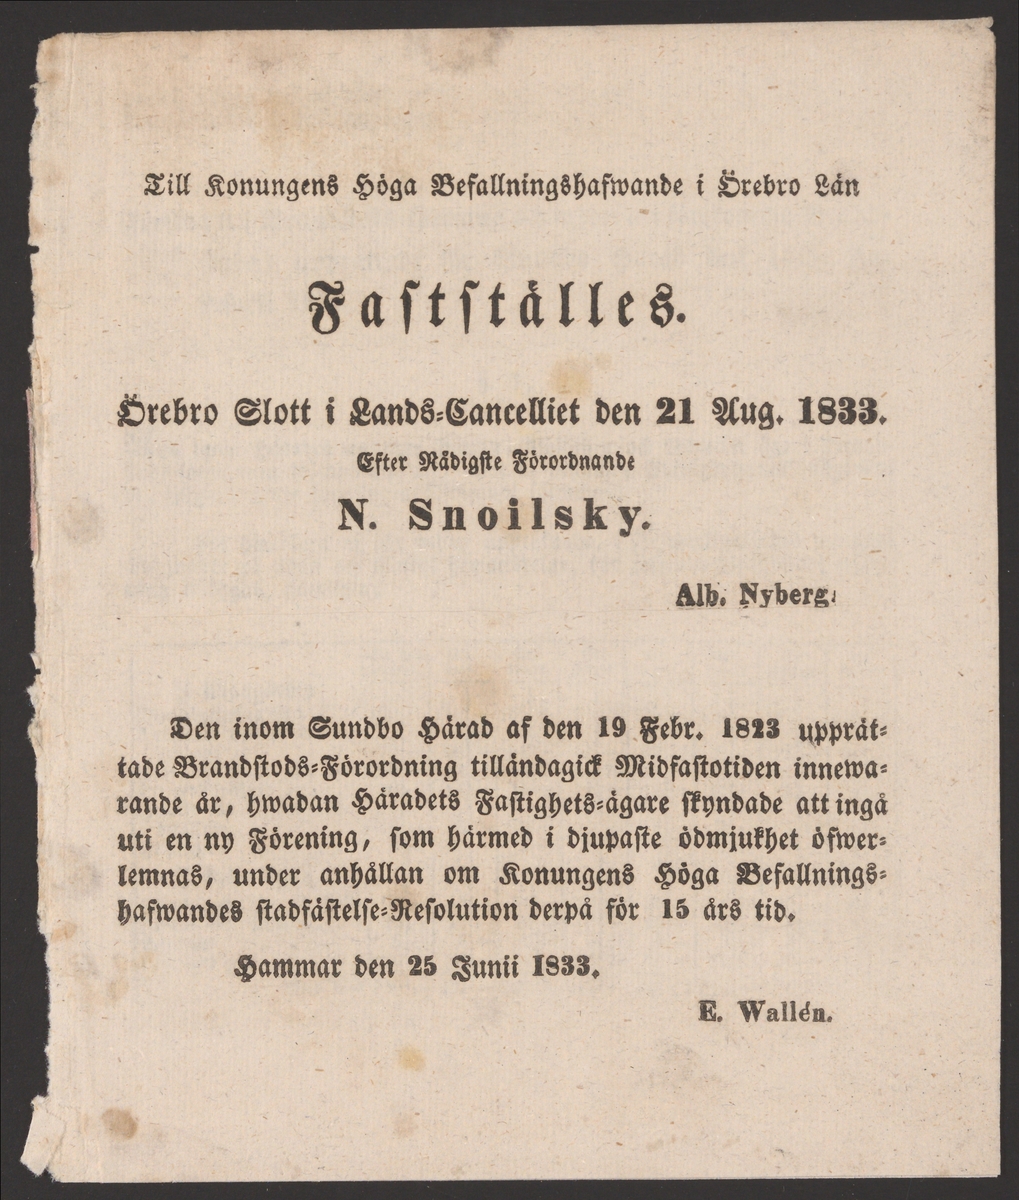 Till Konungens Höga Befallningshafwande i Örebro Län
Fastställes.
Örebro Slott i Lands-Cancelliet den 21 Aug. 1833.
Efter Nådigste Förordnande
N. Snoilsky.
Alb. Nyberg.
Den inom Sundbo Härad af den 19 Febr. 1823 upprät-
tade Brandstods-Förordning tilländagick Midfastotiden innewa-
rande år, hwadan Häradets Fastighets-ägare skyndade att ingå
uti en ny Förening, som härmed i djupaste ödmjukhet öfwer-
lemnas, under anhållan om Konungens Höga Befallnings-
hafwandes stadfästelse-Resolution derpå för 15 års tid.
Hammar den 25 Junii 1833.
E. Wallén.